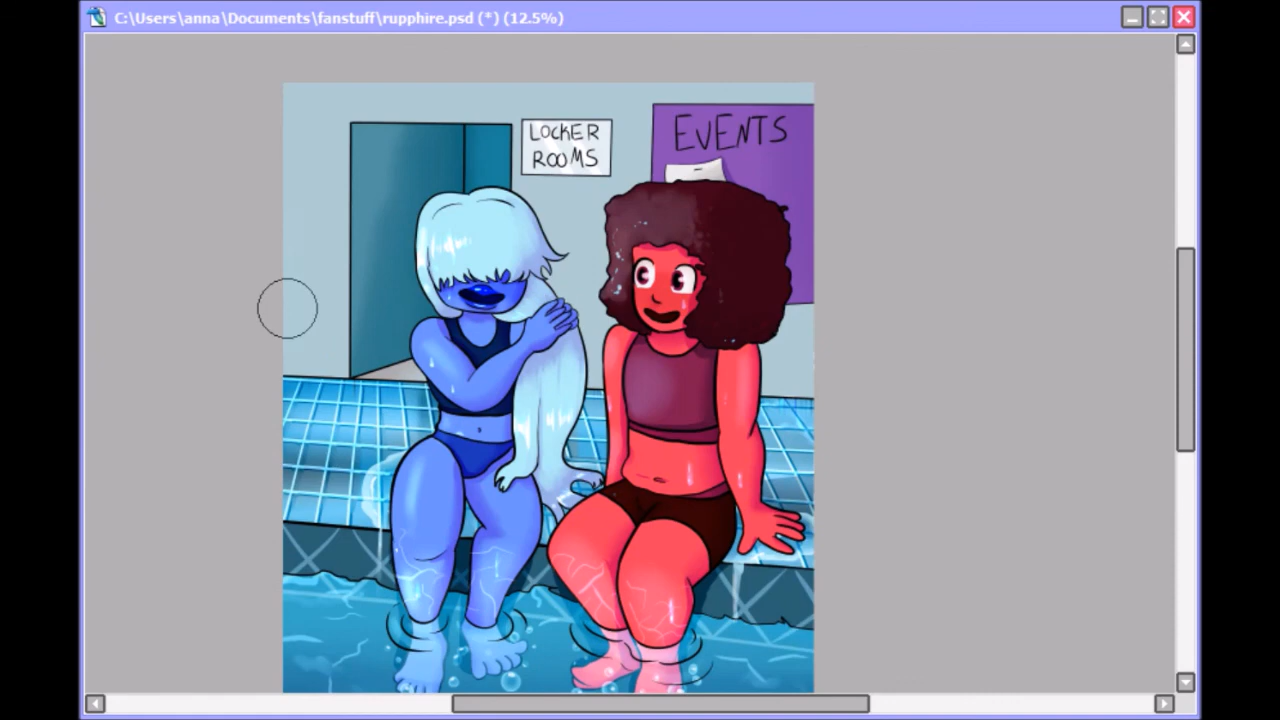 C:\Users\anna\Documents\fanstuff\rupphire.psd (*) (12.5%)
LOCKER
ROOMS
EVENTS